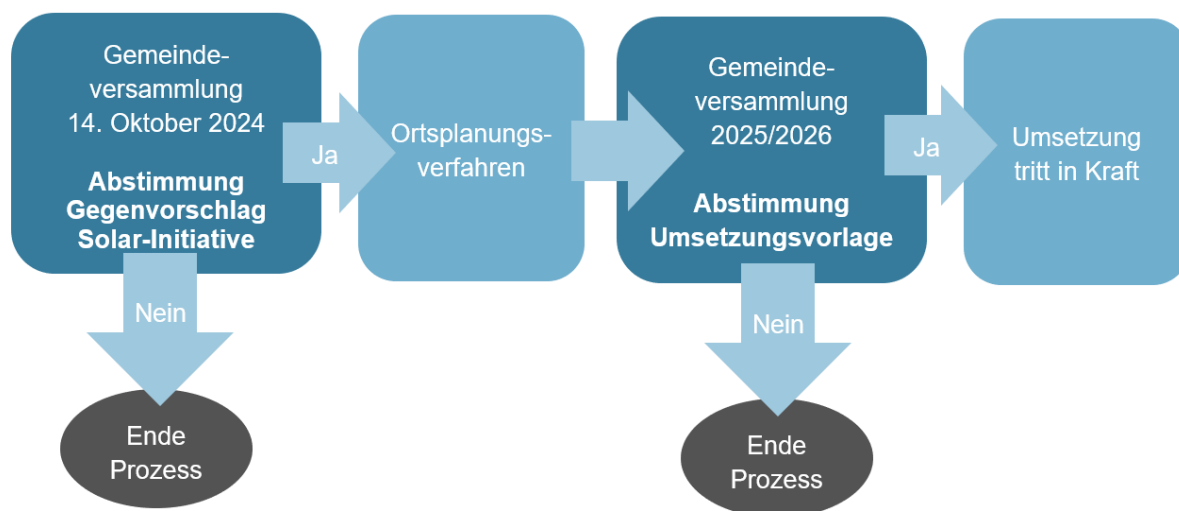 Gemeinde-
versammlung
14. Oktober 2024
Abstimmung
Gegenvorschlag
Solar-Initiative
Ja
Nein
Ende
Prozess
Ortsplanungs-
verfahren
Gemeinde-
versammlung
2025/2026
Abstimmung
Umsetzungsvorlage
Ja
Nein
Ende
Prozess
Umsetzung
tritt in Kraft